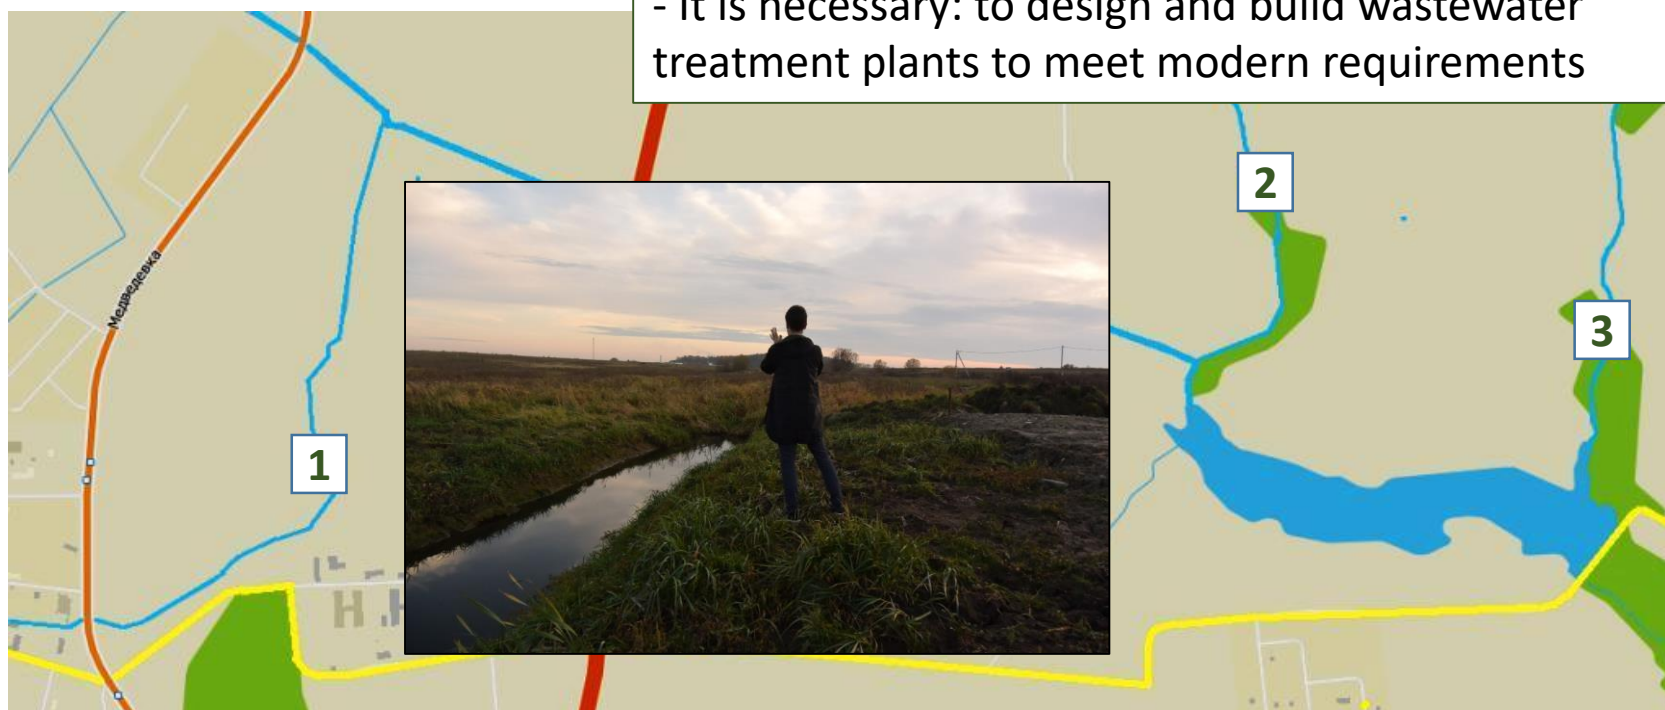 - It is necessary: to design and build wastewater
treatment plants to meet modern requirements
2
Медведевка
3
1